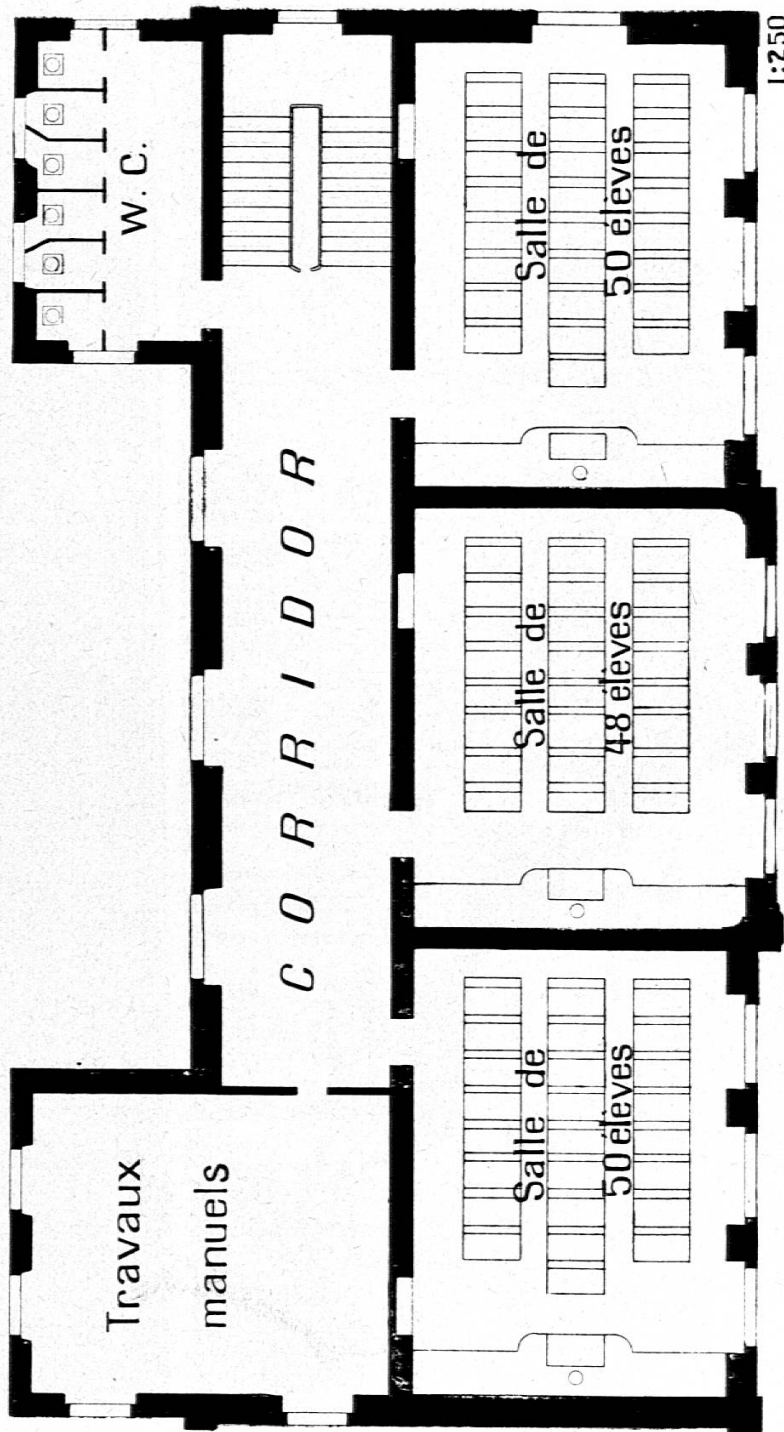 W. C.
CORRIDOR
Travaux
manuels
Salle de
50 élèves
Salle de
48 élèves
Salle de
50 élèves
1:250